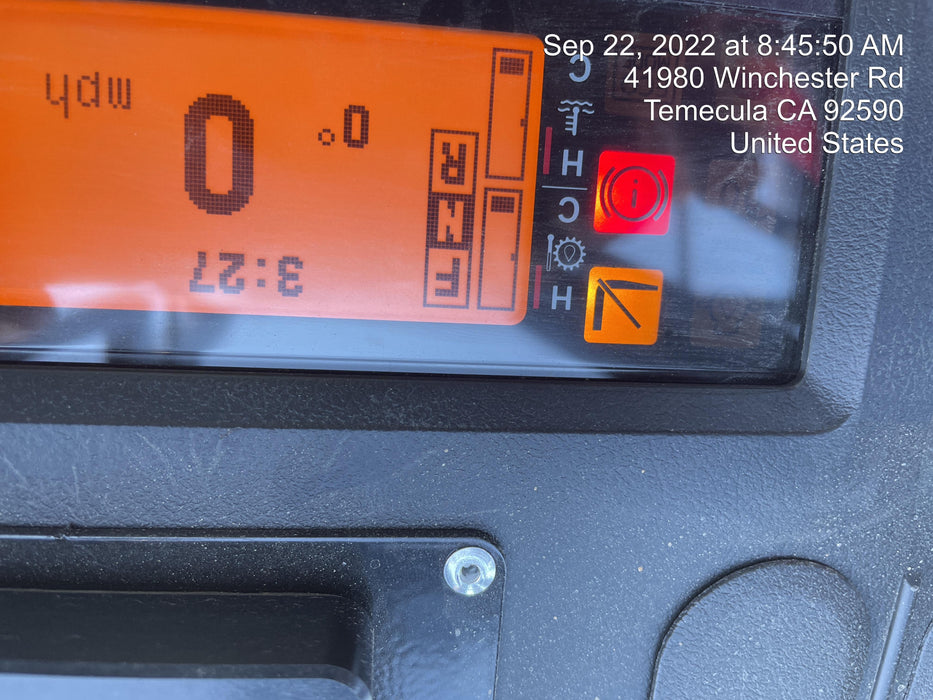 Sep 22, 2022 at 8:45:50 AM
41980 Winchester Rd
Temecula CA 92590
United States
H
C
H
C
F
N
R
3:27
0°
0
mph